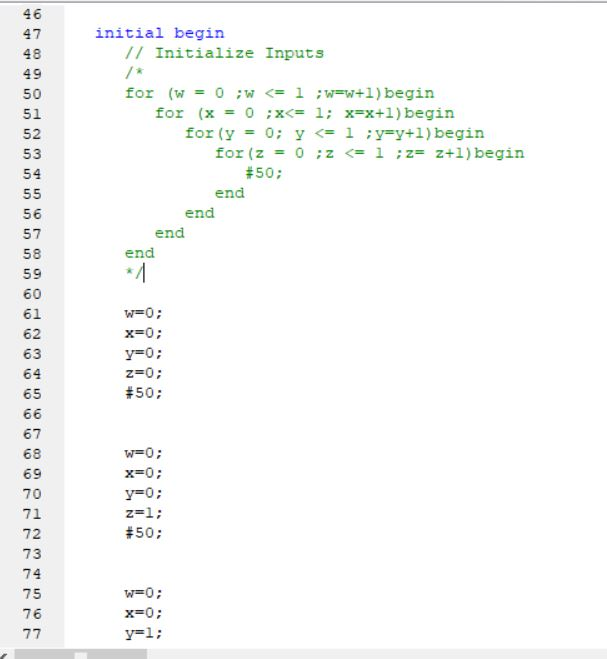 46
47 initial begin
48 // Initialize Inputs
49 /*
50 for (w = 0 ;w <= 1 ;w=w+1)begin
51 for (x = 0 ;x<= 1; x=x+1)begin
52 for(y = 0; y <= 1 ;y=y+1)begin
53 for(z = 0 ;z <= 1 ;z= z+1)begin
54 #50;
55 end
56 end
57 end
58 end
59 */
60
61 w=0;
62 x=0;
63 y=0;
64 z=0;
65 #50;
66
67
68 w=0;
69 x=0;
70 y=0;
71 z=1;
72 #50;
73
74
75 w=0;
76 x=0;
77 y=1;